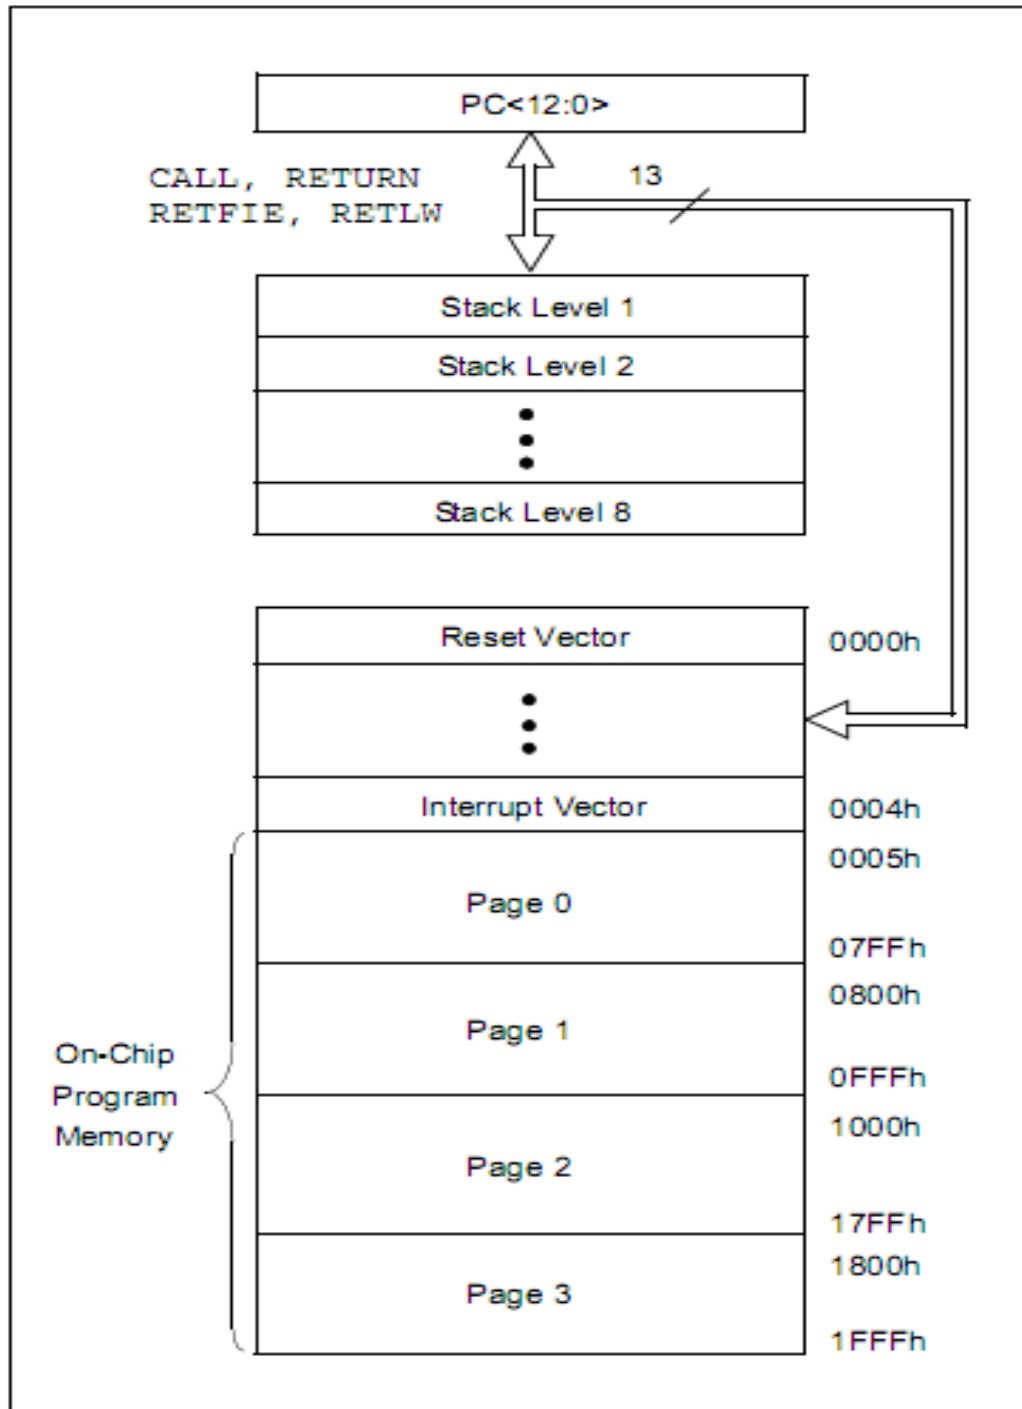 PC<12:0>
CALL, RETURN
RETFIE, RETLW
13
Stack Level 1
Stack Level 2
Stack Level 8
Reset Vector
0000h
Interrupt Vector
0004h
0005h
Page 0
07FFh
0800h
Page 1
0FFFh
On-Chip
Program
Memory
1000h
Page 2
17FFh
1800h
Page 3
1FFFh